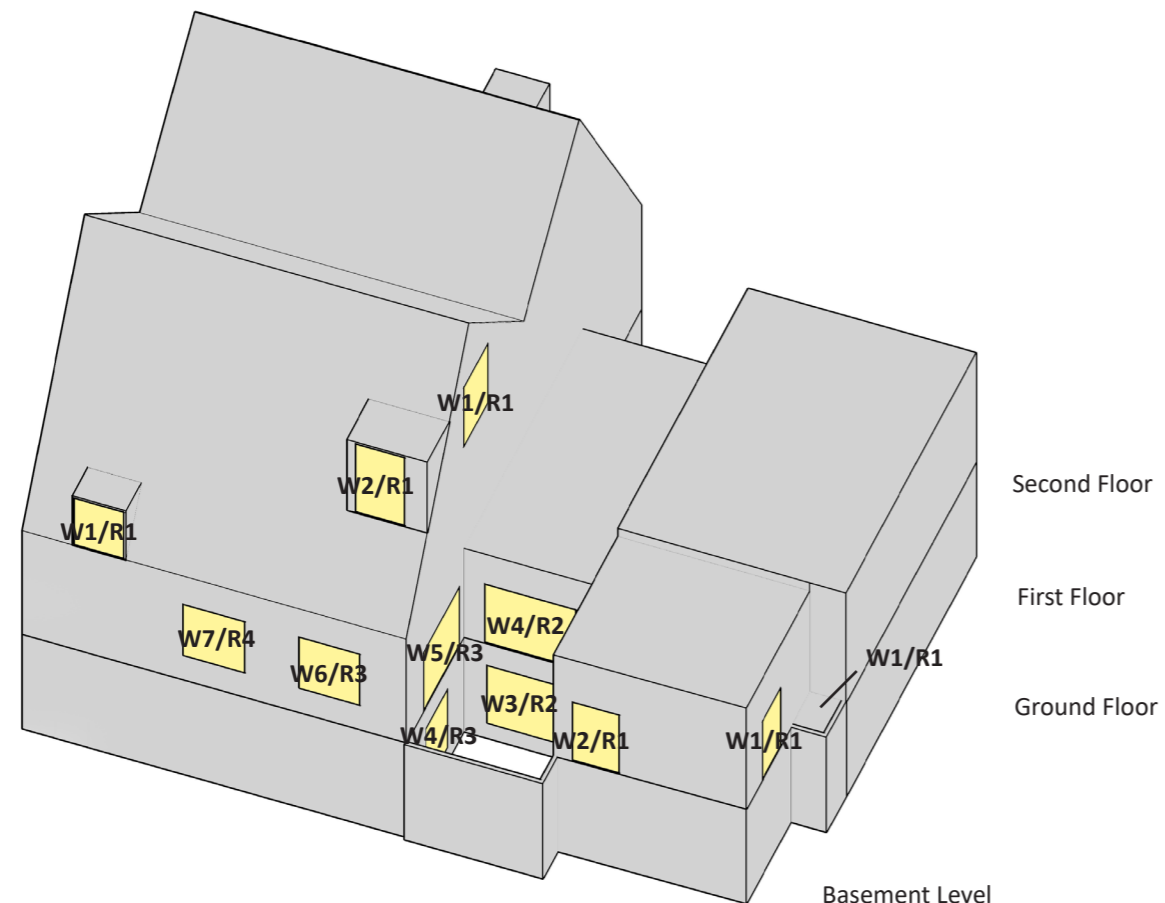 W1/R1
W2/R1
Second Floor
W1/R1
First Floor
W7/R4
W4/R2
W5/R3
W6/R3
W1/R1
W3/R2
Ground Floor
W4/R3
W2/R1
W1/R1
Basement Level